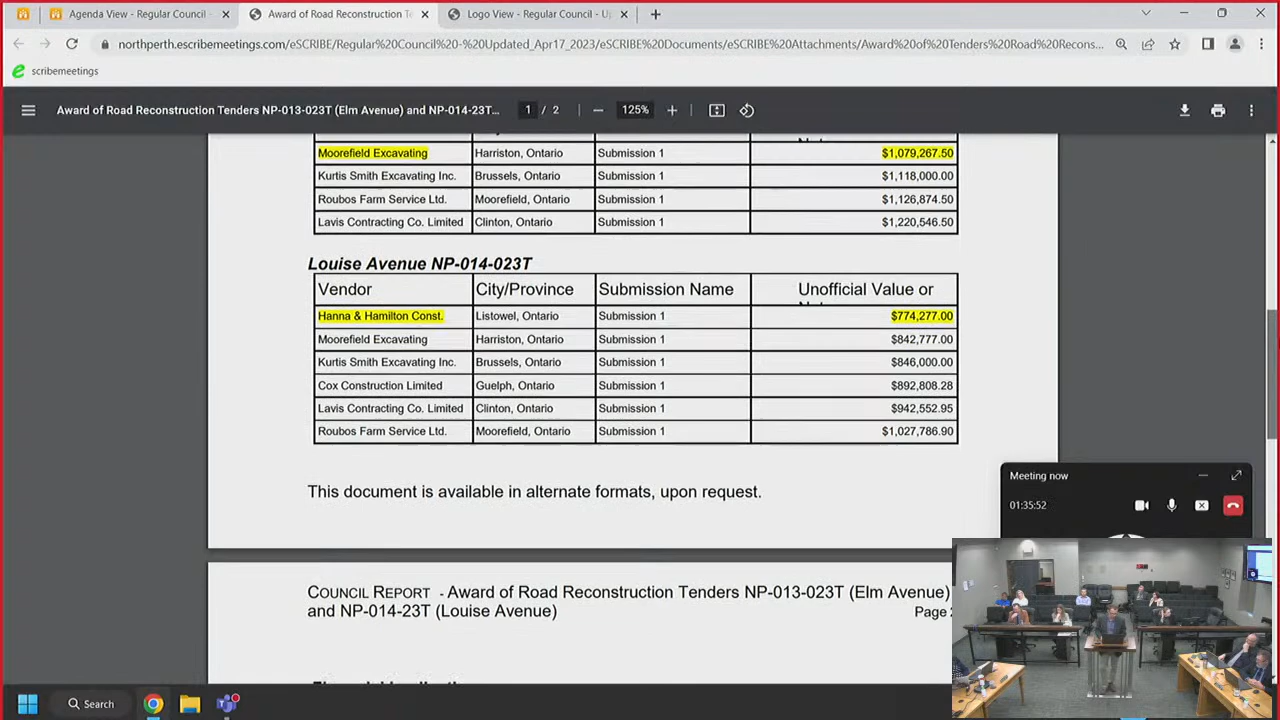 Agenda View - Regular Council -
Award of Road Reconstruction Te
Logo View - Regular Council - U
northperth.escribemeetings.com/eSCRIBE/Regular%20Council%20-%20Updated_Apr17_2023/eSCRIBE%20Documents/eSCRIBE%20Attachments/Award%20of%20Tenders%20Road%20Recons...
scribemeetings
Award of Road Reconstruction Tenders NP-013-023T (Elm Avenue) and NP-014-23T...
1 / 2
125%
Moorefield Excavating Harriston, Ontario Submission 1 $1,079,267.50
Kurtis Smith Excavating Inc. Brussels, Ontario Submission 1 $1,118,000.00
Roubos Farm Service Ltd. Moorefield, Ontario Submission 1 $1,126,874.50
Lavis Contracting Co. Limited Clinton, Ontario Submission 1 $1,220,546.50
Louise Avenue NP-014-023T
Vendor City/Province Submission Name Unofficial Value or
Hanna & Hamilton Const. Listowel, Ontario Submission 1 $774,277.00
Moorefield Excavating Harriston, Ontario Submission 1 $842,777.00
Kurtis Smith Excavating Inc. Brussels, Ontario Submission 1 $846,000.00
Cox Construction Limited Guelph, Ontario Submission 1 $892,808.28
Lavis Contracting Co. Limited Clinton, Ontario Submission 1 $942,552.95
Roubos Farm Service Ltd. Moorefield, Ontario Submission 1 $1,027,786.90
This document is available in alternate formats, upon request.
Meeting now
01:35:52
COUNCIL REPORT - Award of Road Reconstruction Tenders NP-013-023T (Elm Avenue)
and NP-014-23T (Louise Avenue) Page
Search